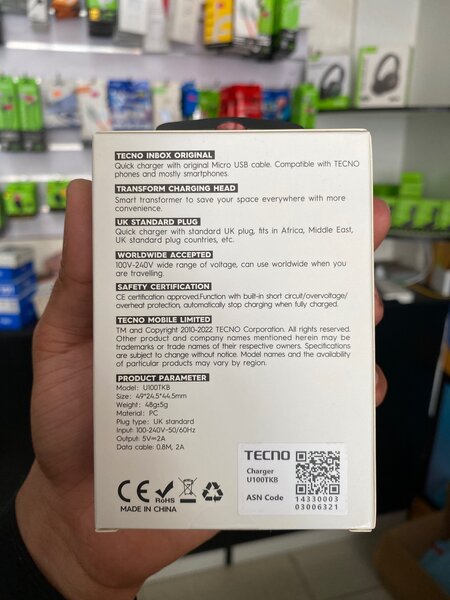 TECNO INBOX ORIGINAL
Quick charger with original Micro USB cable. Compatible with TECNO
phones and mostly smartphones.
TRANSFORM CHARGING HEAD
Smart transformer to save your space everywhere with more
convenience.
UK STANDARD PLUG
Quick charger with standard UK plug, fits in Africa, Middle East,
UK standard plug countries, etc.
WORLDWIDE ACCEPTED
100V-240V wide range of voltage, can use worldwide when you
are travelling.
SAFETY CERTIFICATION
CE certification approved.Function with built-in short circuit/overvoltage/
overheat protection, automatically stop charging when fully charged.
TECNO MOBILE LIMITED
TM and Copyright 2010-2022 TECNO Corporation. All rights reserved.
Other product and company names mentioned herein may be
trademarks or trade names of their respective owners. Specifications
are subject to change without notice. Model names and the availability
of particular products may vary by region.
PRODUCT PARAMETER
Model: U100TKB
Size: 49*24.5*44.5mm
Weight: 48g±5g
Material: PC
Plug type: UK standard
Input: 100-240V-50/60Hz
Output: 5V=2A
Data cable: 0.8M, 2A
CE RoHS
MADE IN CHINA
TECNO
Charger
U100TKB
ASN Code
14330003
03006321